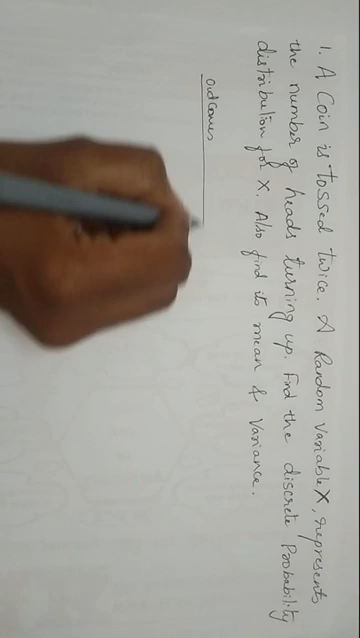 1. A Coin is tossed twice. A Random variable X, represents
the number of heads turning up. Find the discrete Probability
distribution for X. Also find its mean & Variance.
Outcomes